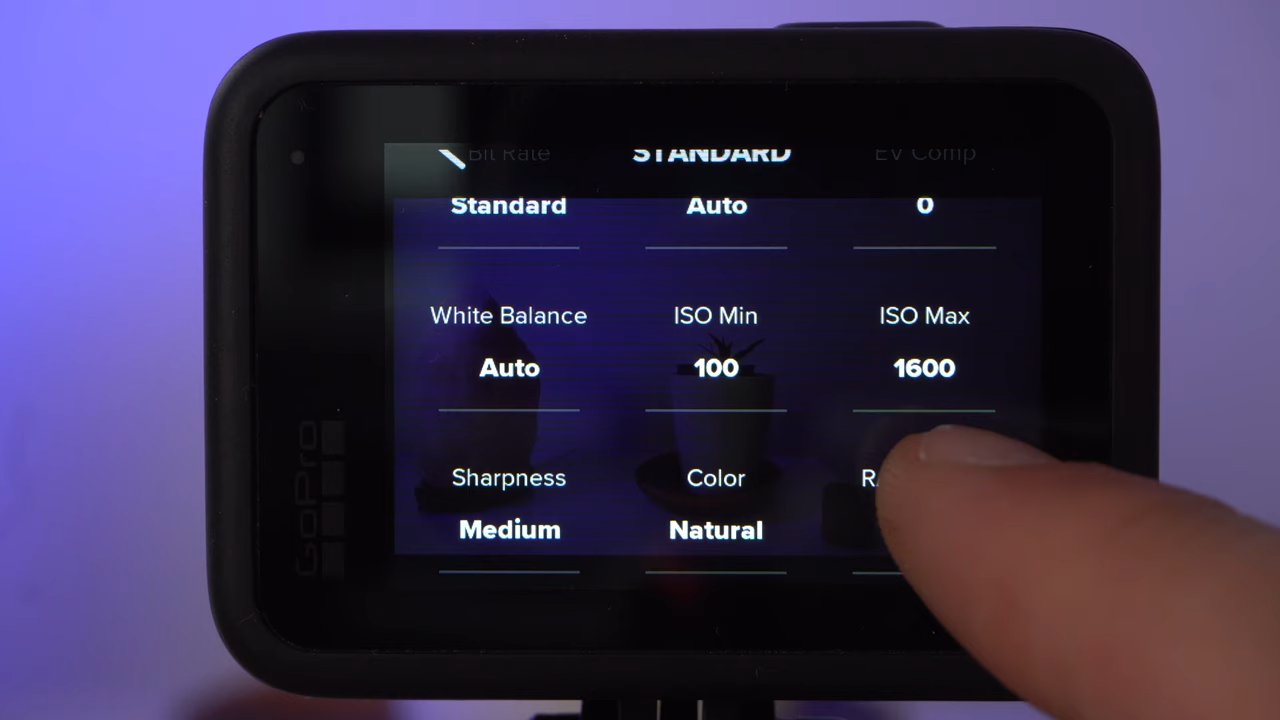 Bit Rate STANDARD EV Comp
Standard Auto 0
White Balance ISO Min ISO Max
Auto 100 1600
Sharpness Color
Medium Natural
GoPro